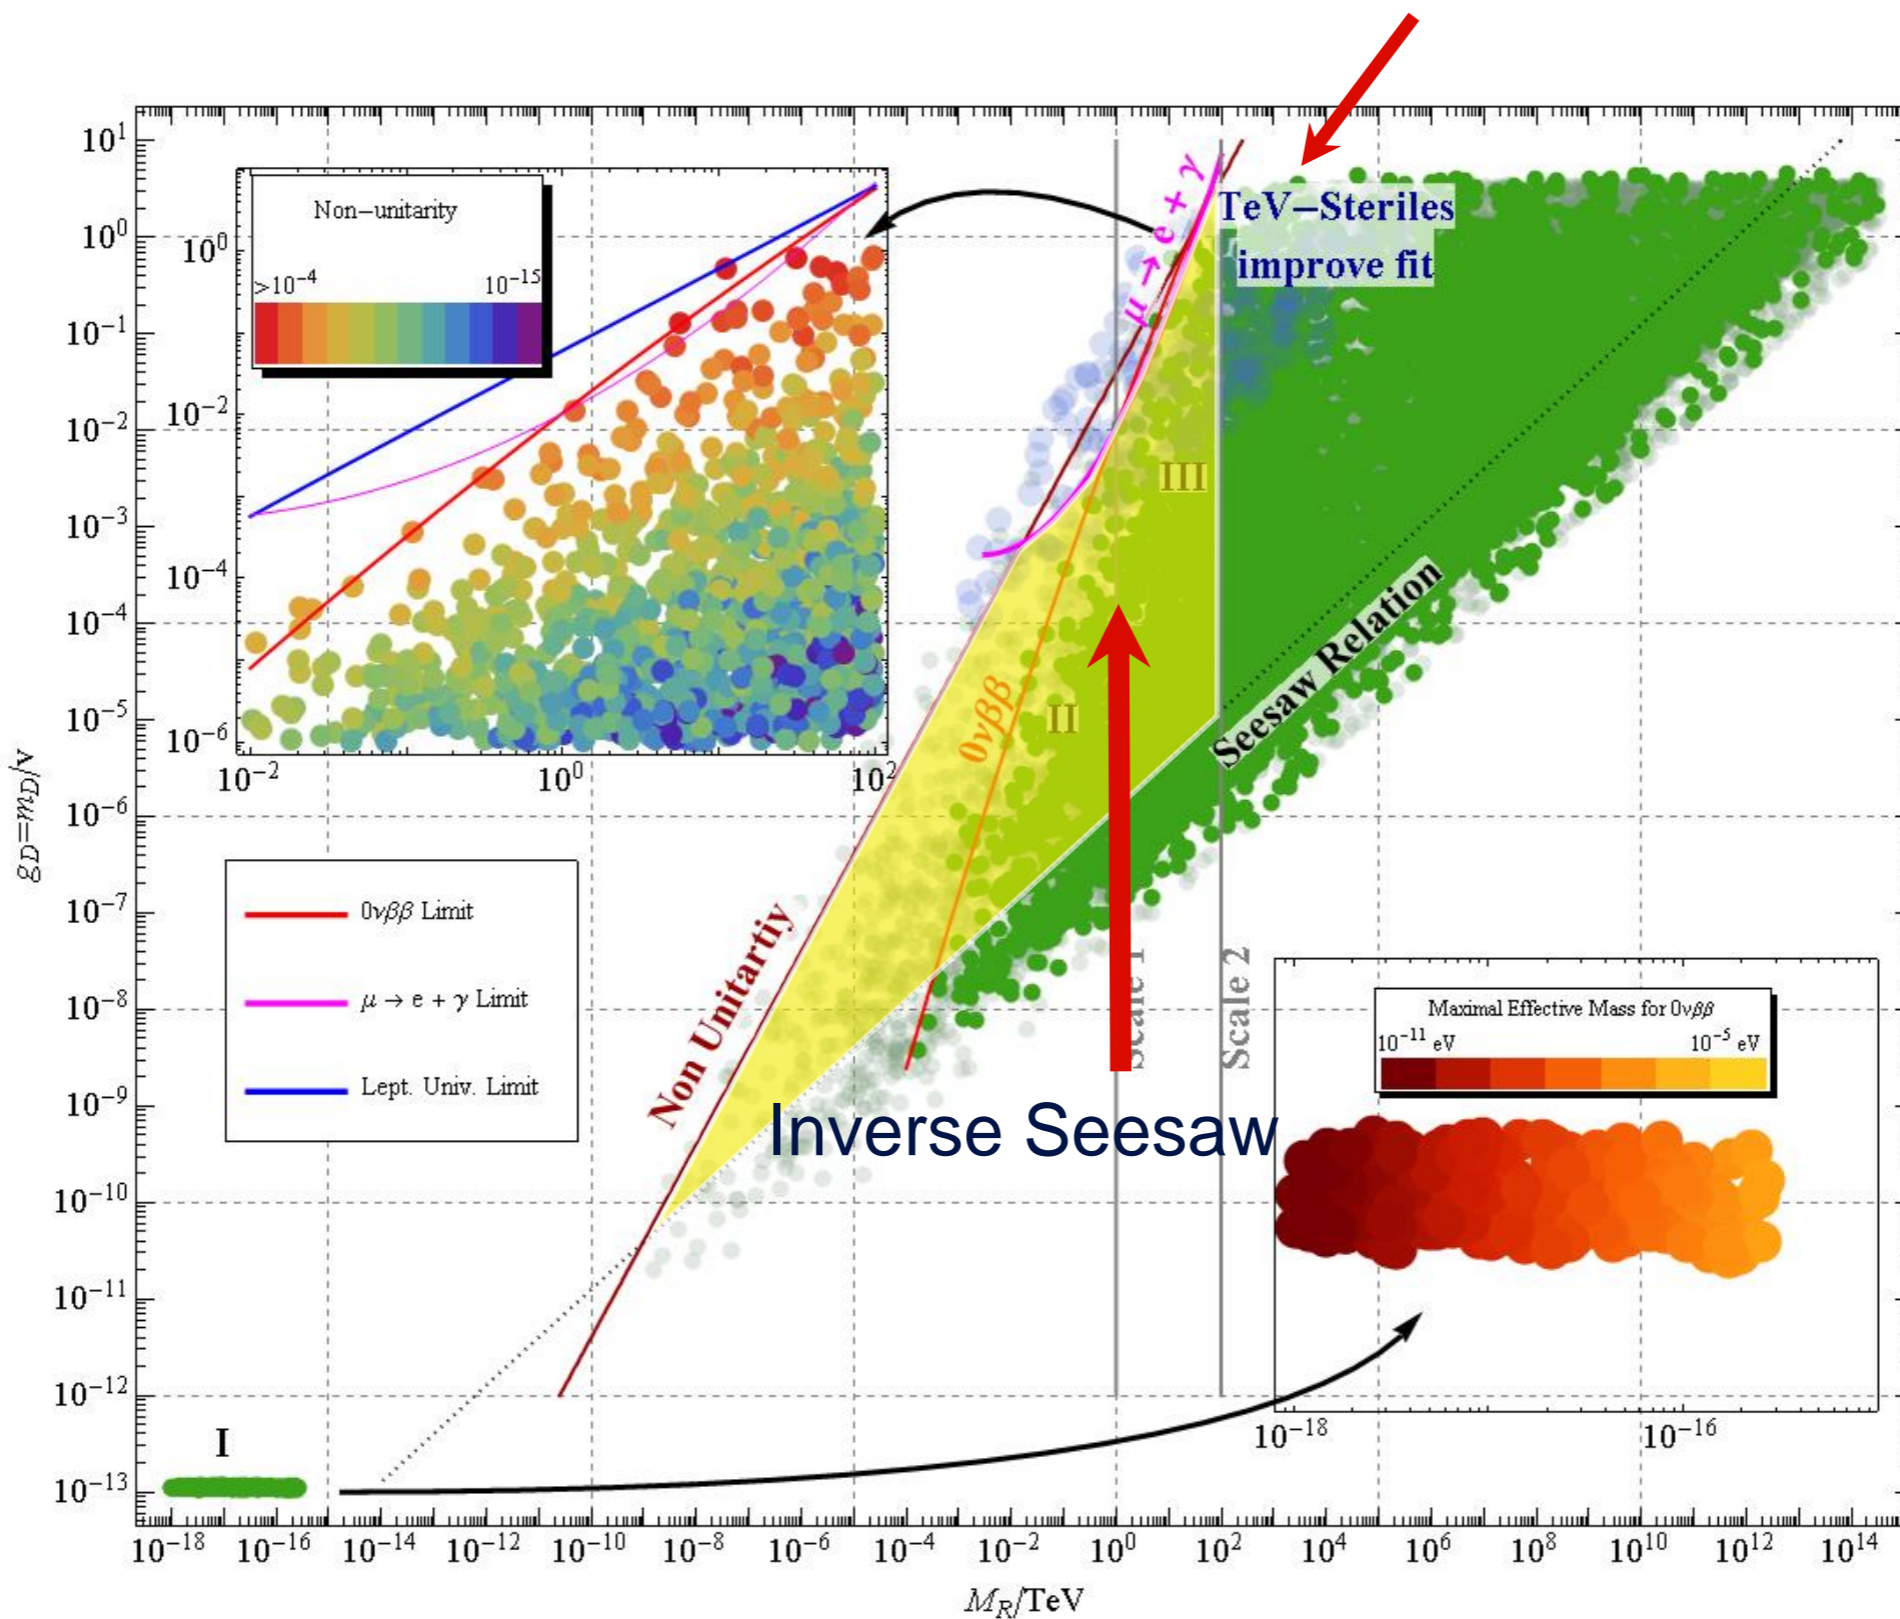 10¹
10⁰
10⁻¹
10⁻²
10⁻³
10⁻⁴
10⁻⁵
10⁻⁶
10⁻⁷
10⁻⁸
10⁻⁹
10⁻¹⁰
10⁻¹¹
10⁻¹²
10⁻¹³
g_D=m_D/v
Non−unitarity
>10⁻⁴ 10⁻¹⁵
10⁰
10⁻²
10⁻⁴
10⁻⁶
10⁻² 10⁰ 10²
μ → e + γ
TeV−Steriles
improve fit
III
II
0νββ
Seesaw Relation
Non Unitartiy
0νββ Limit
μ → e + γ Limit
Lept. Univ. Limit
Scale 1
Scale 2
Inverse Seesaw
Maximal Effective Mass for 0νββ
10⁻¹¹ eV 10⁻⁵ eV
10⁻¹⁸ 10⁻¹⁶
I
10⁻¹⁸ 10⁻¹⁶ 10⁻¹⁴ 10⁻¹² 10⁻¹⁰ 10⁻⁸ 10⁻⁶ 10⁻⁴ 10⁻² 10⁰ 10² 10⁴ 10⁶ 10⁸ 10¹⁰ 10¹² 10¹⁴
M_R/TeV